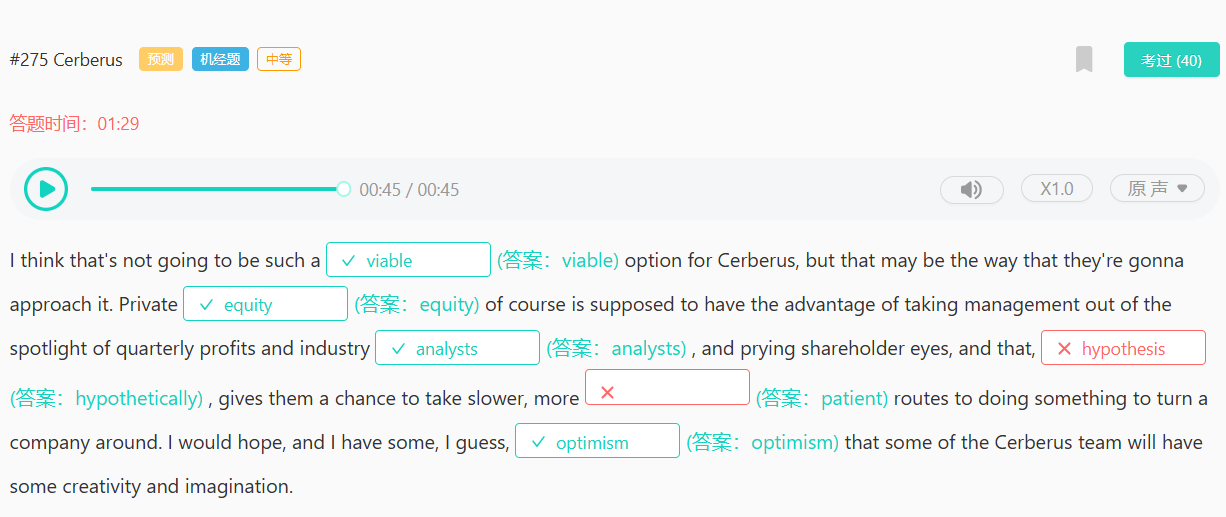 #275 Cerberus 预测 机经题 中等 考过 (40)
答题时间：01:29
00:45 / 00:45 X1.0 原声
I think that's not going to be such a viable (答案：viable) option for Cerberus, but that may be the way that they're gonna
approach it. Private equity (答案：equity) of course is supposed to have the advantage of taking management out of the
spotlight of quarterly profits and industry analysts (答案：analysts) , and prying shareholder eyes, and that, hypothesis
(答案：hypothetically) , gives them a chance to take slower, more (答案：patient) routes to doing something to turn a
company around. I would hope, and I have some, I guess, optimism (答案：optimism) that some of the Cerberus team will have
some creativity and imagination.